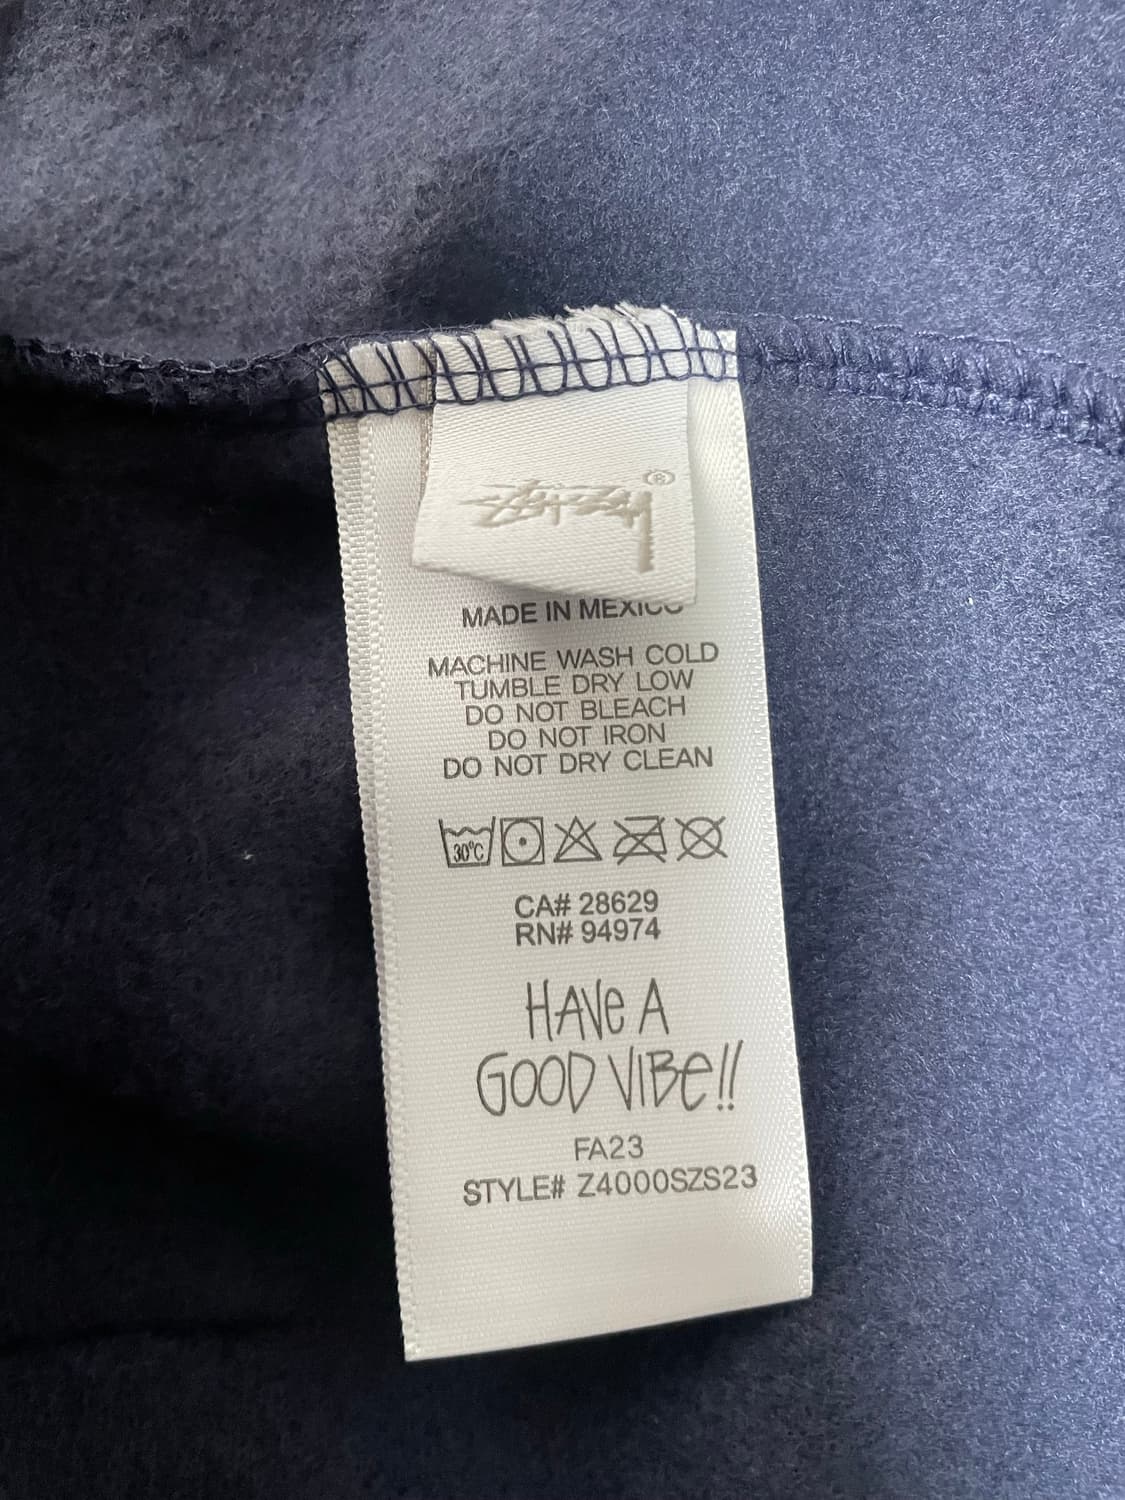 Stüssy ®
MADE IN MEXICO
MACHINE WASH COLD
TUMBLE DRY LOW
DO NOT BLEACH
DO NOT IRON
DO NOT DRY CLEAN
30°C
CA# 28629
RN# 94974
HAVE A
GOOD VIBE!!
FA23
STYLE# Z4000SZS23